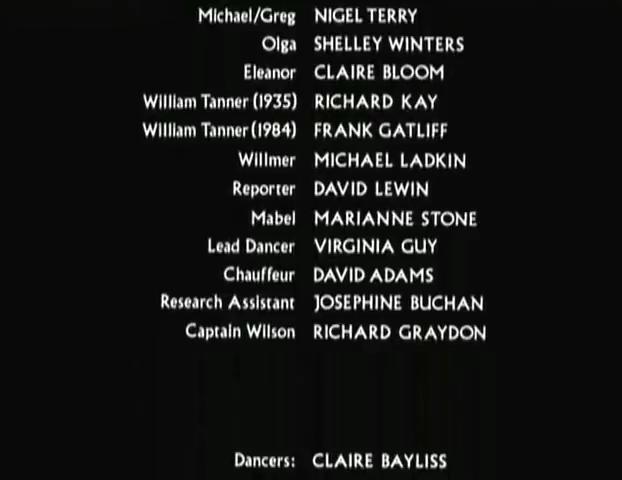 Michael/Greg NIGEL TERRY
Olga SHELLEY WINTERS
Eleanor CLAIRE BLOOM
William Tanner (1935) RICHARD KAY
William Tanner (1984) FRANK GATLIFF
Willmer MICHAEL LADKIN
Reporter DAVID LEWIN
Mabel MARIANNE STONE
Lead Dancer VIRGINIA GUY
Chauffeur DAVID ADAMS
Research Assistant JOSEPHINE BUCHAN
Captain Wilson RICHARD GRAYDON
Dancers: CLAIRE BAYLISS